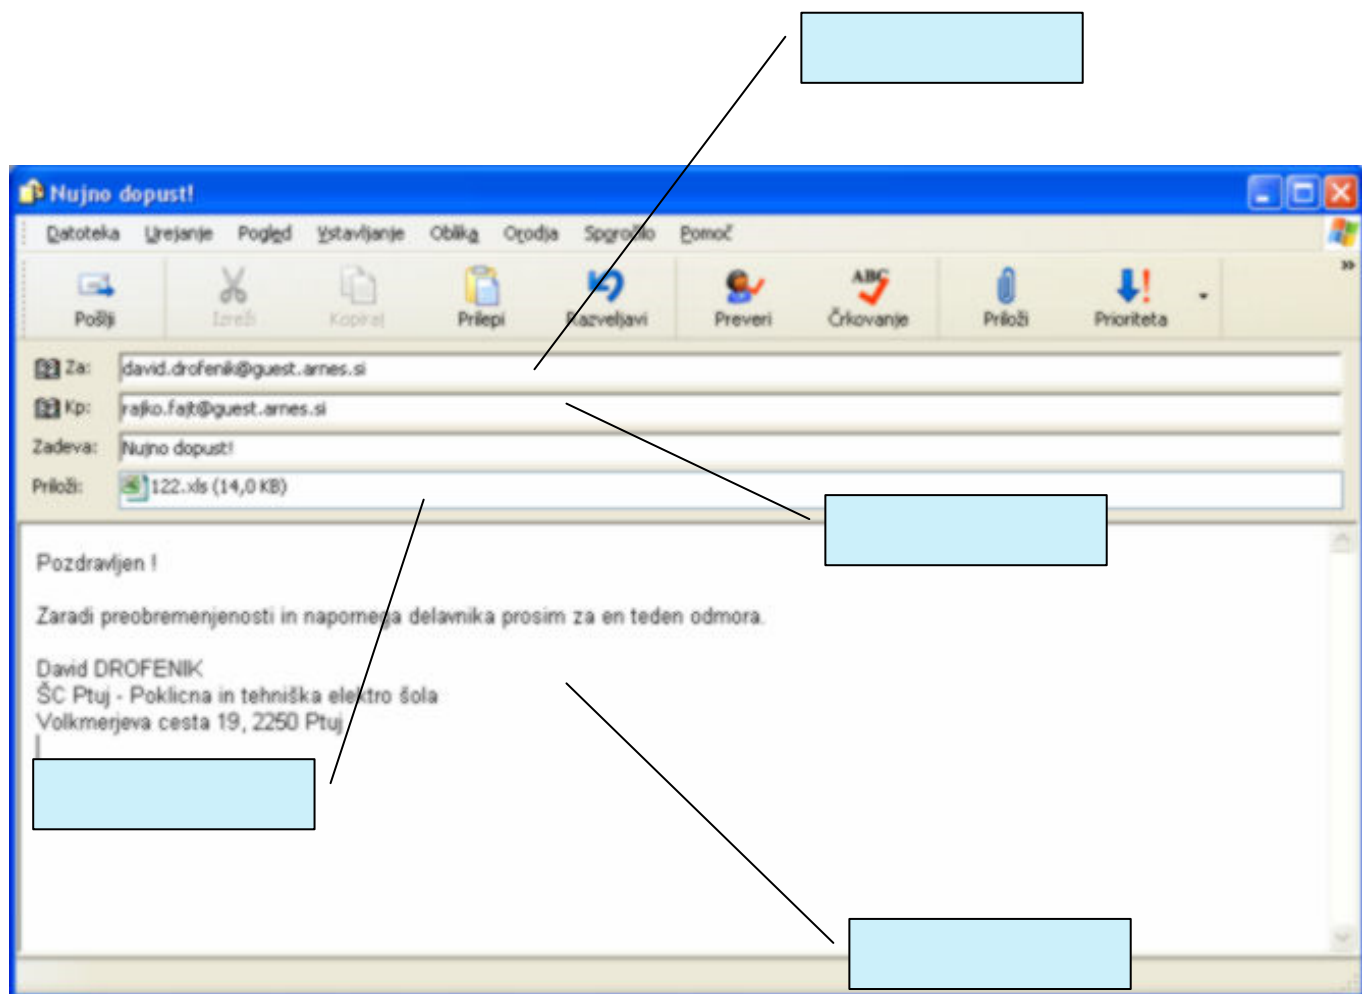 Nujno dopust!
Datoteka Urejanje Pogled Vstavljanje Oblika Orodja Sporočilo Pomoč
Pošlji Izreži Kopiraj Prilepi Razveljavi Preveri ABC Črkovanje Priloži Prioriteta
Za: david.drofenik@guest.arnes.si
Kp: rajko.fajt@guest.arnes.si
Zadeva: Nujno dopust!
Priloži: 122.xls (14,0 KB)
Pozdravljen !
Zaradi preobremenjenosti in napornega delavnika prosim za en teden odmora.
David DROFENIK
ŠC Ptuj - Poklicna in tehniška elektro šola
Volkmerjeva cesta 19, 2250 Ptuj